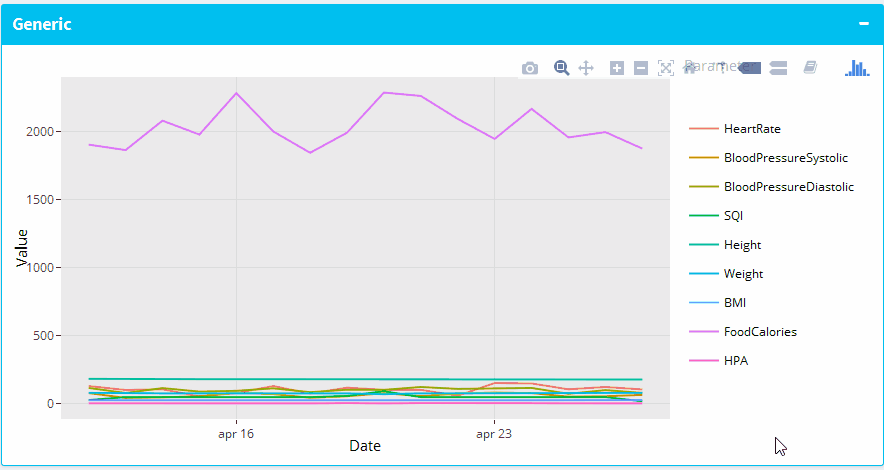 Generic
Parameter
2000
1500
1000
500
0
Value
apr 16
apr 23
Date
HeartRate
BloodPressureSystolic
BloodPressureDiastolic
SQI
Height
Weight
BMI
FoodCalories
HPA